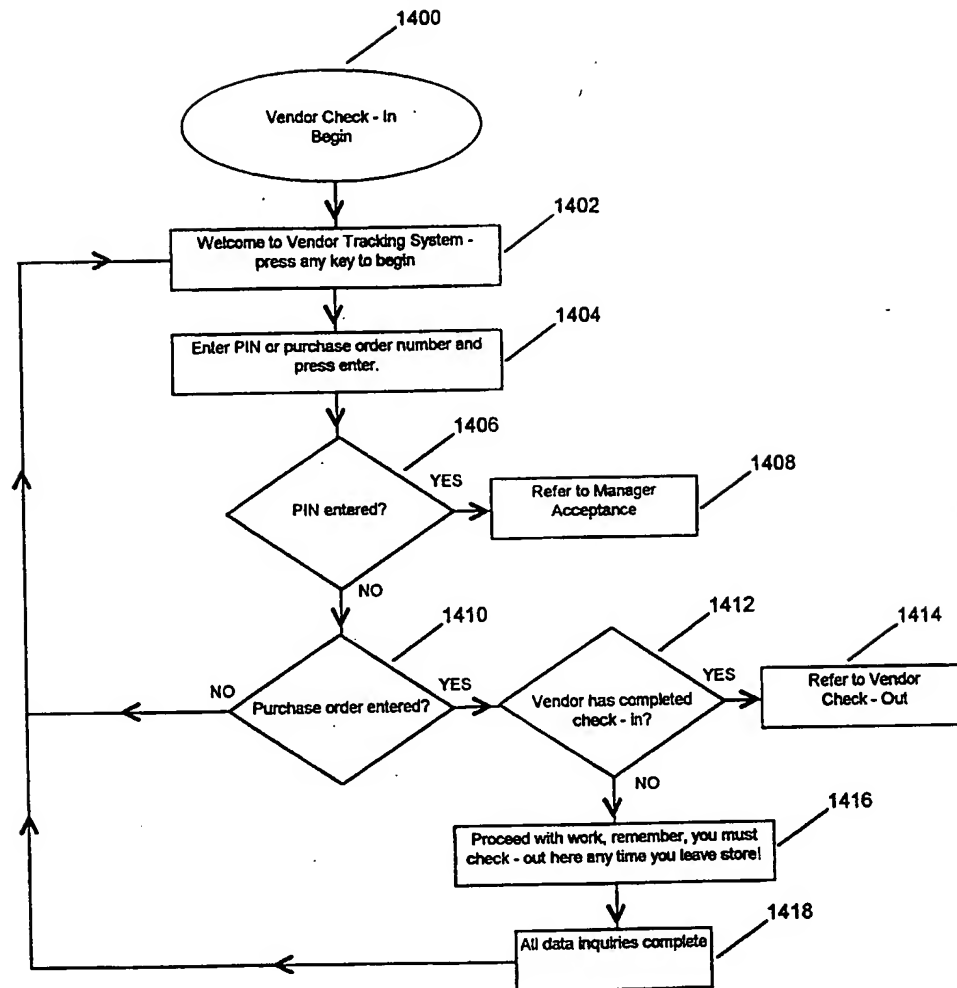 1400
Vendor Check - In
Begin
1402
Welcome to Vendor Tracking System -
press any key to begin
1404
Enter PIN or purchase order number and
press enter.
1406
PIN entered?
YES
1408
Refer to Manager
Acceptance
NO
1410
Purchase order entered?
NO
YES
1412
Vendor has completed
check - in?
YES
1414
Refer to Vendor
Check - Out
NO
1416
Proceed with work, remember, you must
check - out here any time you leave store!
1418
All data inquiries complete